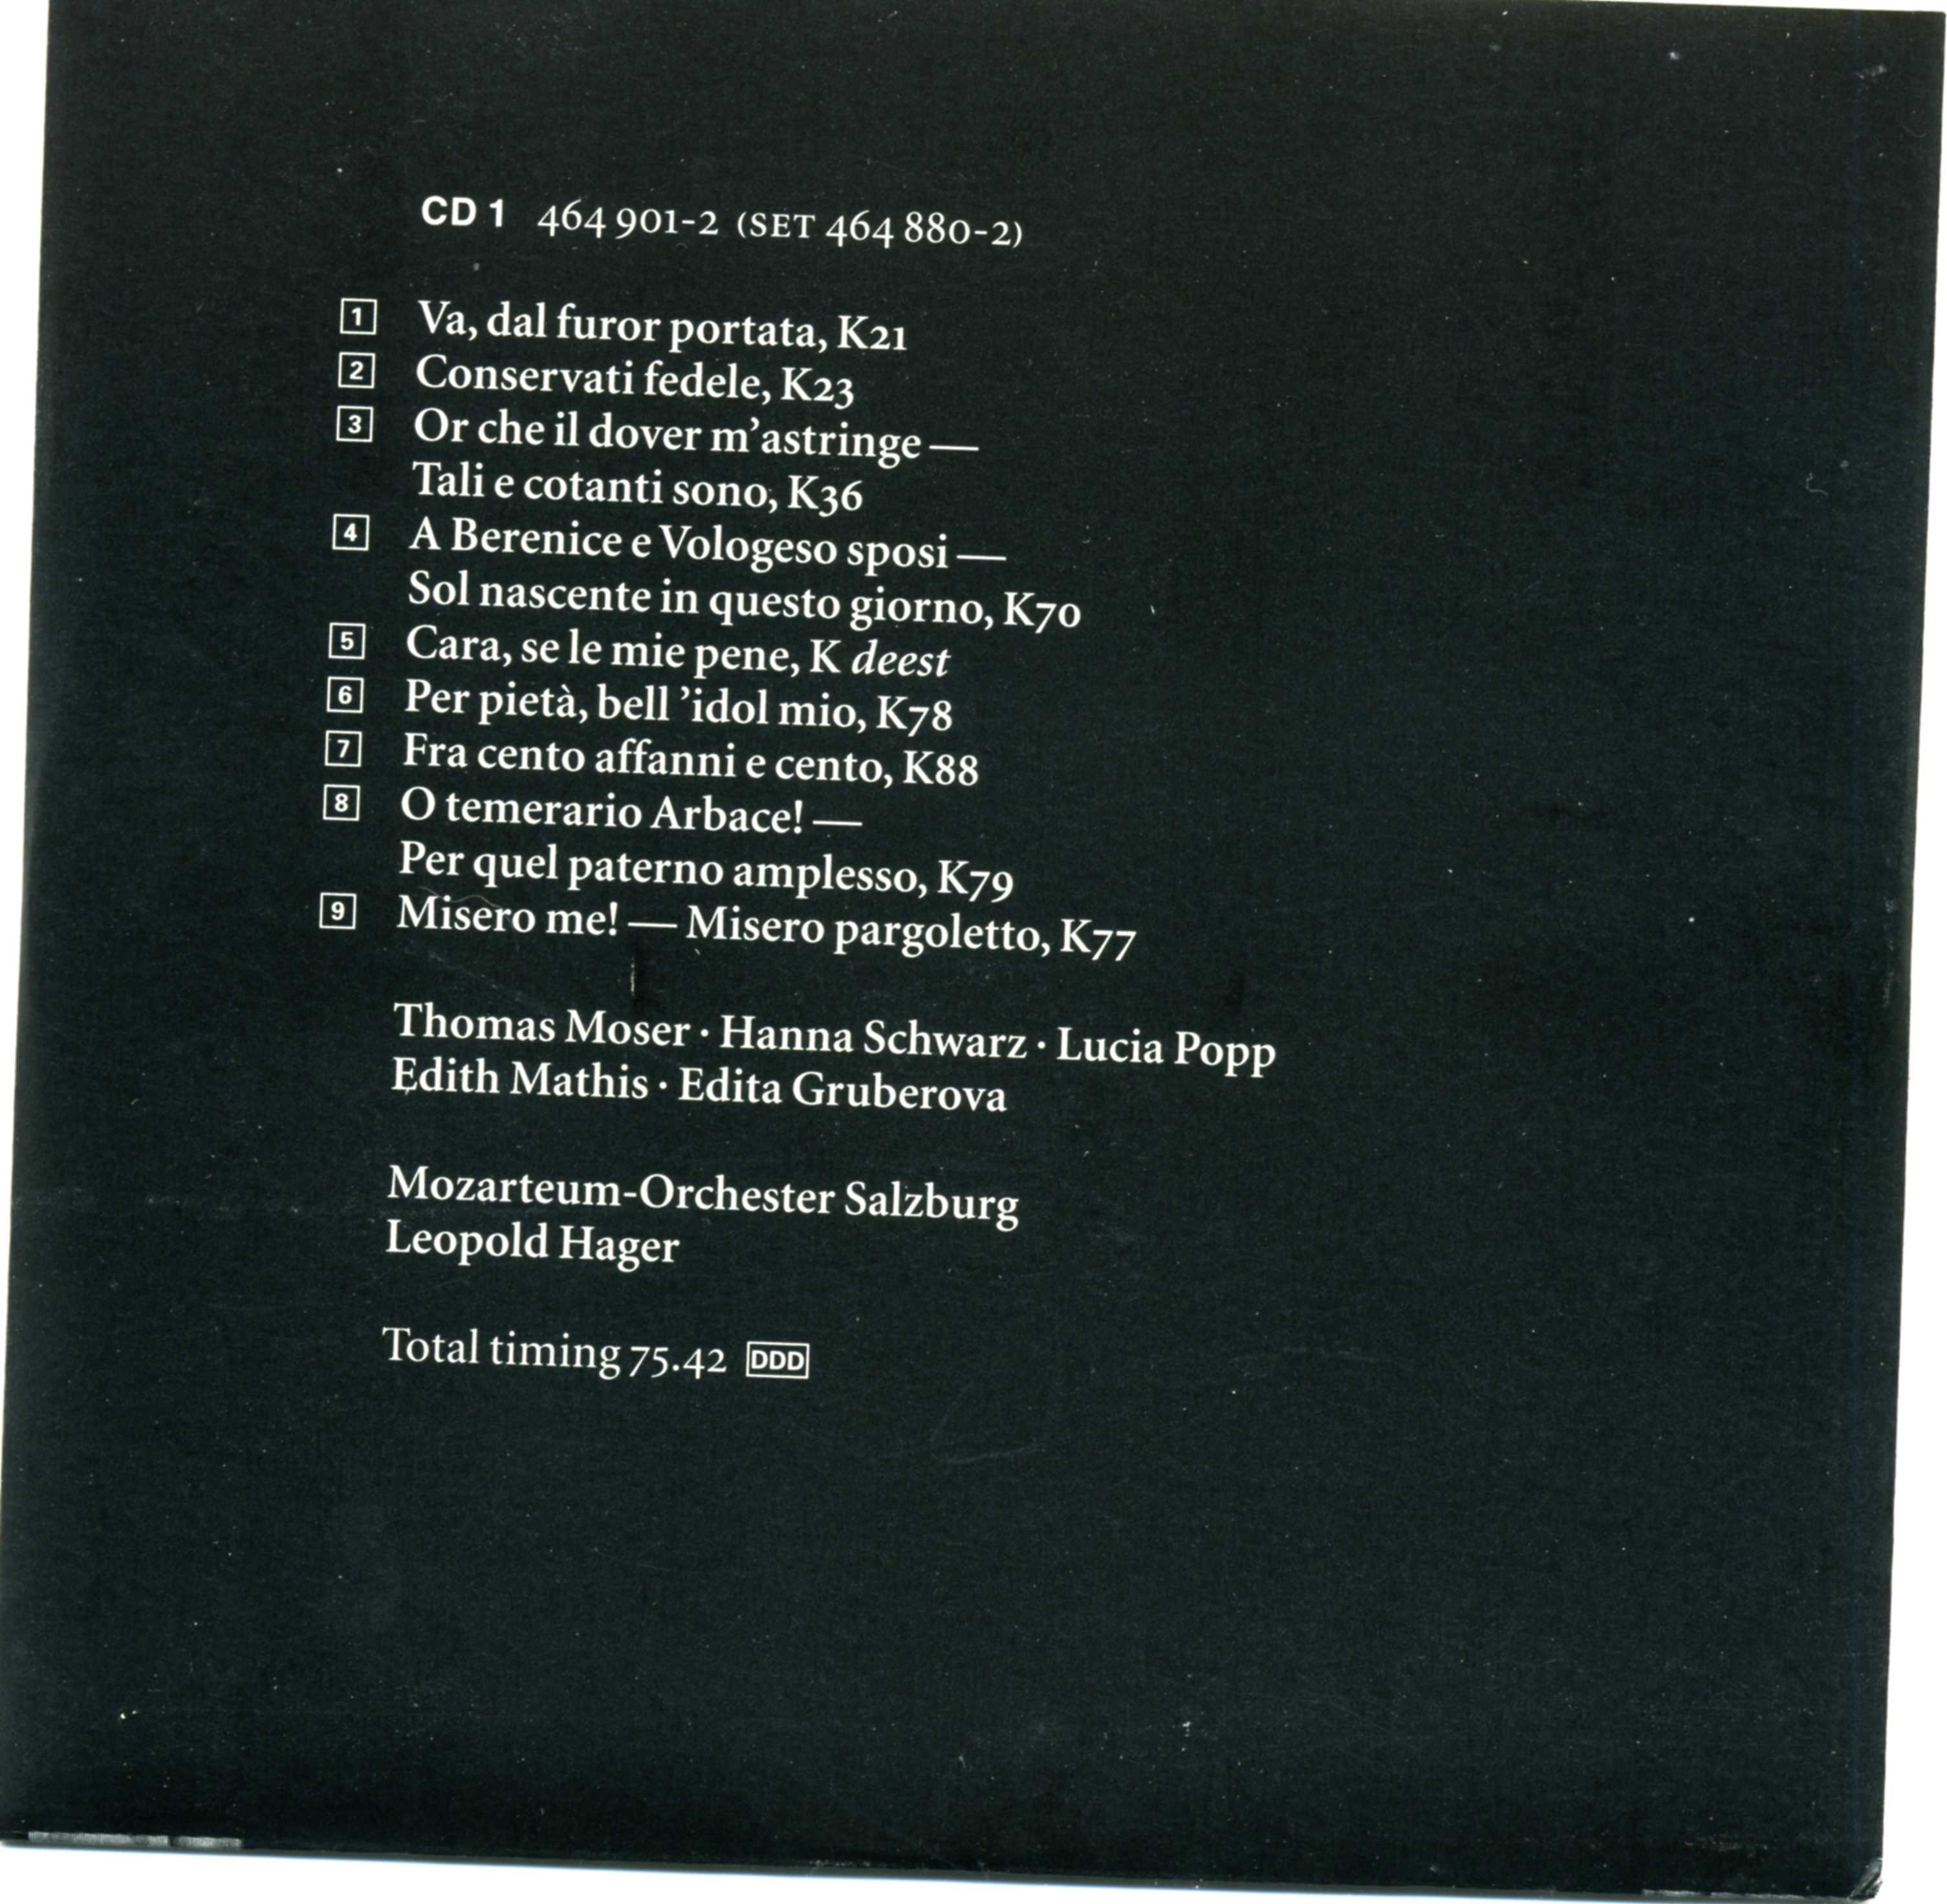 CD 1 464 901-2 (SET 464 880-2)
1 Va, dal furor portata, K21
2 Conservati fedele, K23
3 Or che il dover m’astringe —
Tali e cotanti sono, K36
4 A Berenice e Vologeso sposi —
Sol nascente in questo giorno, K70
5 Cara, se le mie pene, K deest
6 Per pietà, bell ’idol mio, K78
7 Fra cento affanni e cento, K88
8 O temerario Arbace! —
Per quel paterno amplesso, K79
9 Misero me! — Misero pargoletto, K77
Thomas Moser · Hanna Schwarz · Lucia Popp
Edith Mathis · Edita Gruberova
Mozarteum-Orchester Salzburg
Leopold Hager
Total timing 75.42 DDD